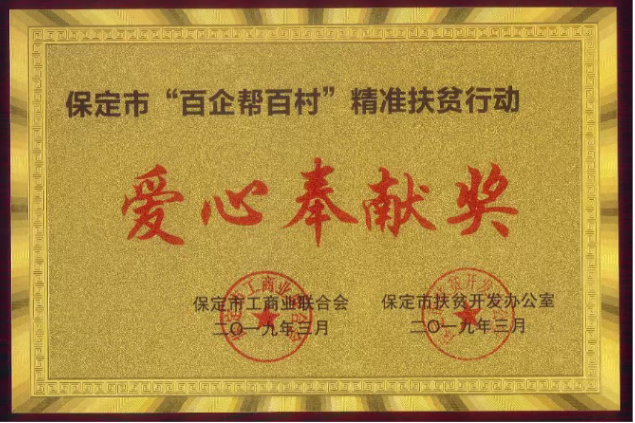 保定市“百企帮百村”精准扶贫行动
爱心奉献奖
保定市工商业联合会
二〇一九年三月
保定市扶贫开发办公室
二〇一九年三月